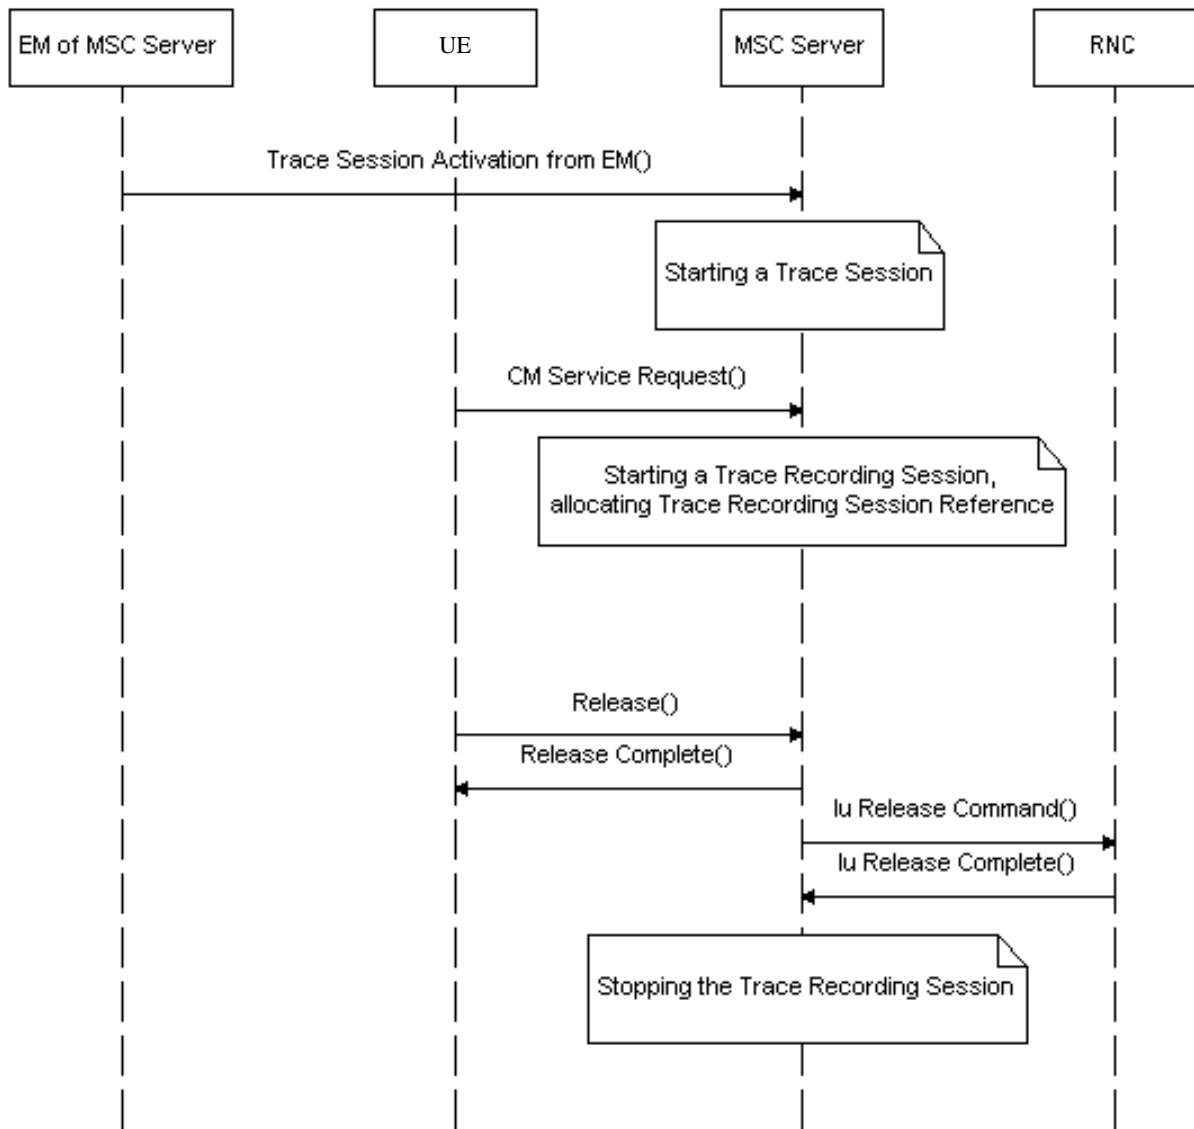 EM of MSC Server
UE
MSC Server
RNC
Trace Session Activation from EM()
Starting a Trace Session
CM Service Request()
Starting a Trace Recording Session,
allocating Trace Recording Session Reference
Release()
Release Complete()
Iu Release Command()
Iu Release Complete()
Stopping the Trace Recording Session